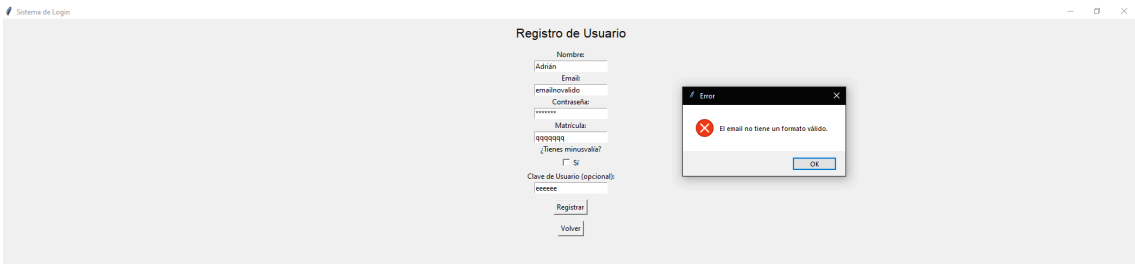 Sistema de Login
Registro de Usuario
Nombre:
Adrián
Email:
emailnovalido
Contraseña:
*******
Matrícula:
qqqqqqq
¿Tienes minusvalía?
Sí
Clave de Usuario (opcional):
eeeeee
Registrar
Volver
Error
El email no tiene un formato válido.
OK